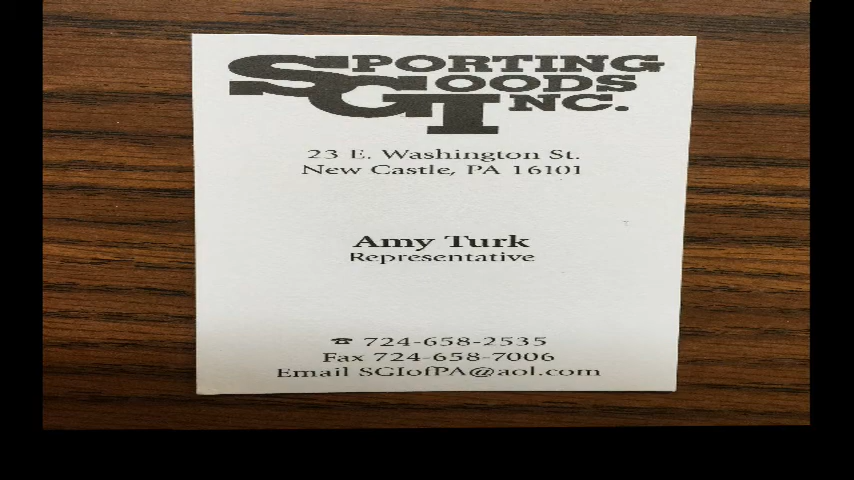 SPORTING
GOODS
INC.
23 E. Washington St.
New Castle, PA 16101
Amy Turk
Representative
☎ 724-658-2535
Fax 724-658-7006
Email SGIofPA@aol.com